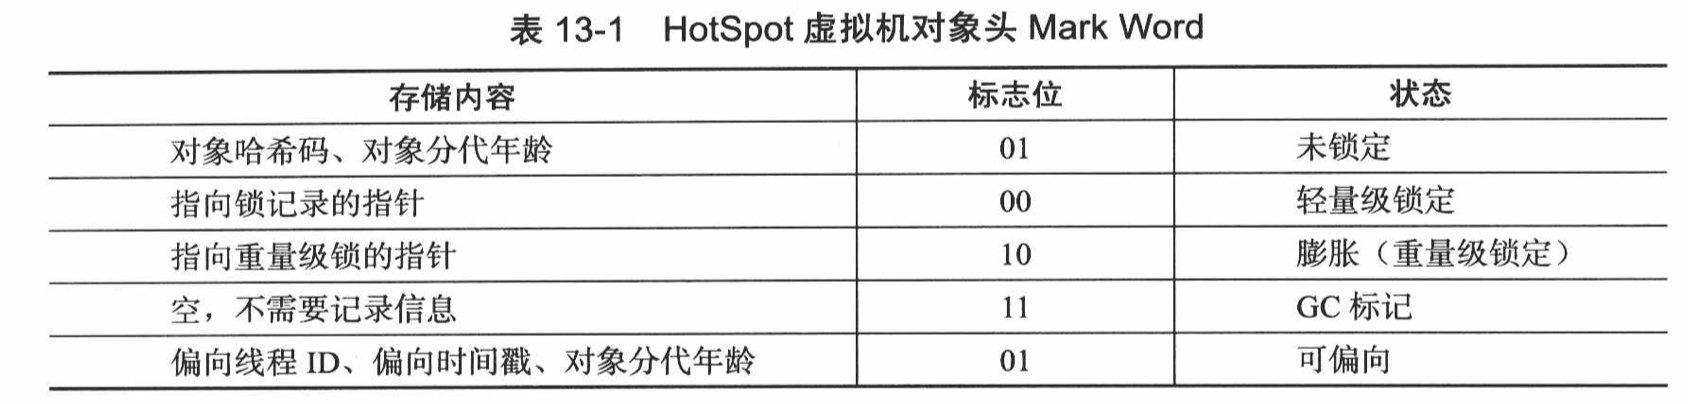 表 13-1 HotSpot 虚拟机对象头 Mark Word
存储内容 标志位 状态
对象哈希码、对象分代年龄 01 未锁定
指向锁记录的指针 00 轻量级锁定
指向重量级锁的指针 10 膨胀（重量级锁定）
空，不需要记录信息 11 GC 标记
偏向线程 ID、偏向时间戳、对象分代年龄 01 可偏向